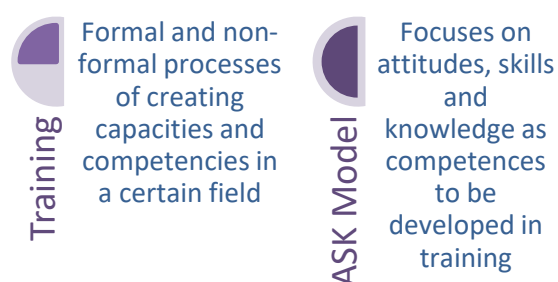 Training
Formal and non-
formal processes
of creating
capacities and
competencies in
a certain field
ASK Model
Focuses on
attitudes, skills
and
knowledge as
competences
to be
developed in
training